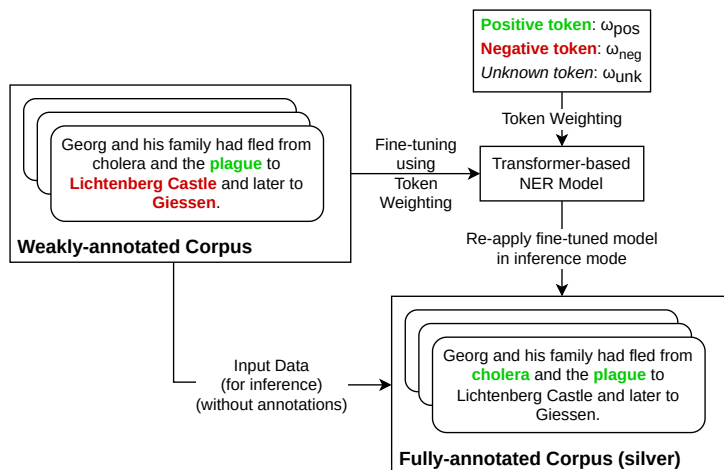 Positive token: ωpos
Negative token: ωneg
Unknown token: ωunk
Token Weighting
Georg and his family had fled from
cholera and the plague to
Lichtenberg Castle and later to
Giessen.
Weakly-annotated Corpus
Fine-tuning
using
Token
Weighting
Transformer-based
NER Model
Re-apply fine-tuned model
in inference mode
Input Data
(for inference)
(without annotations)
Georg and his family had fled from
cholera and the plague to
Lichtenberg Castle and later to
Giessen.
Fully-annotated Corpus (silver)